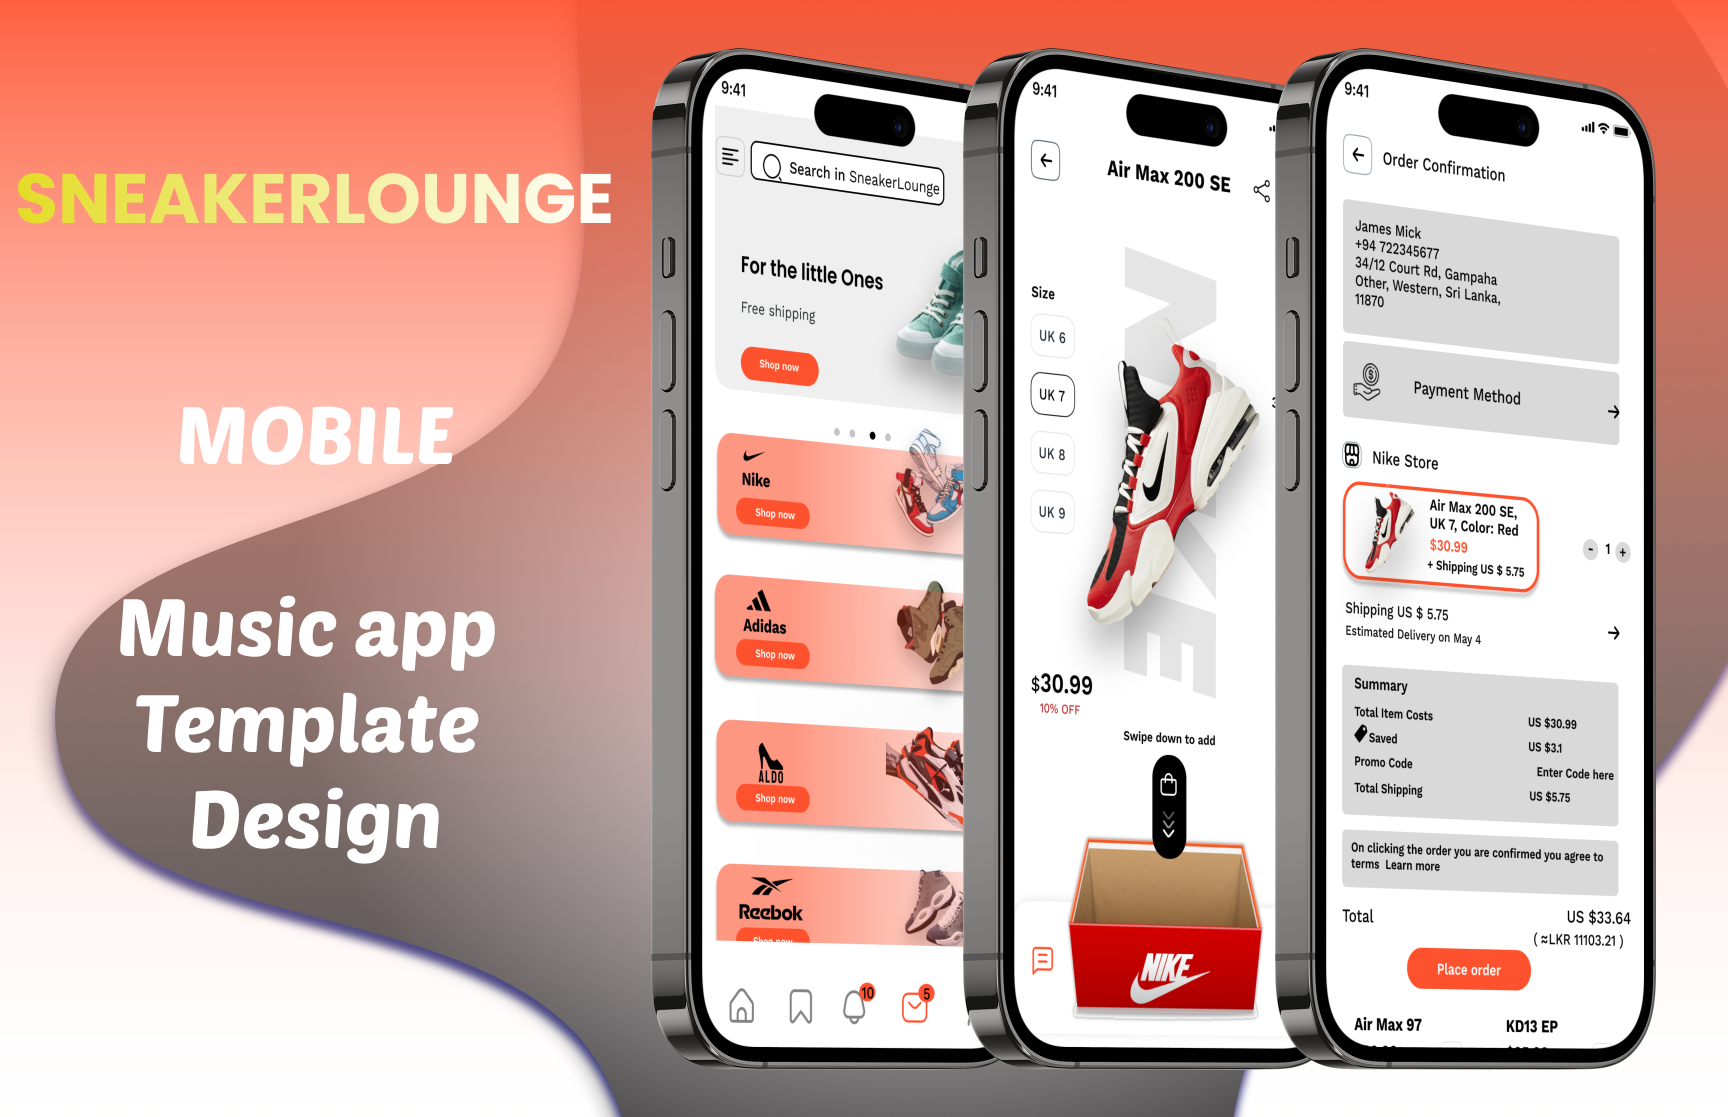 SNEAKERLOUNGE
MOBILE
Music app
Template
Design
9:41
Search in SneakerLounge
For the little Ones
Free shipping
Shop now
Nike
Shop now
Adidas
Shop now
ALDO
Shop now
Reebok
Shop now
10
5
9:41
Air Max 200 SE
NIKE
Size
UK 6
UK 7
UK 8
UK 9
$30.99
10% OFF
Swipe down to add
NIKE
9:41
Order Confirmation
James Mick
+94 722345677
34/12 Court Rd, Gampaha
Other, Western, Sri Lanka,
11870
Payment Method
Nike Store
Air Max 200 SE,
UK 7, Color: Red
$30.99
+ Shipping US $ 5.75
- 1 +
Shipping US $ 5.75
Estimated Delivery on May 4
Summary
Total Item Costs US $30.99
Saved US $3.1
Promo Code Enter Code here
Total Shipping US $5.75
On clicking the order you are confirmed you agree to
terms Learn more
Total US $33.64
( ≈LKR 11103.21 )
Place order
Air Max 97 KD13 EP